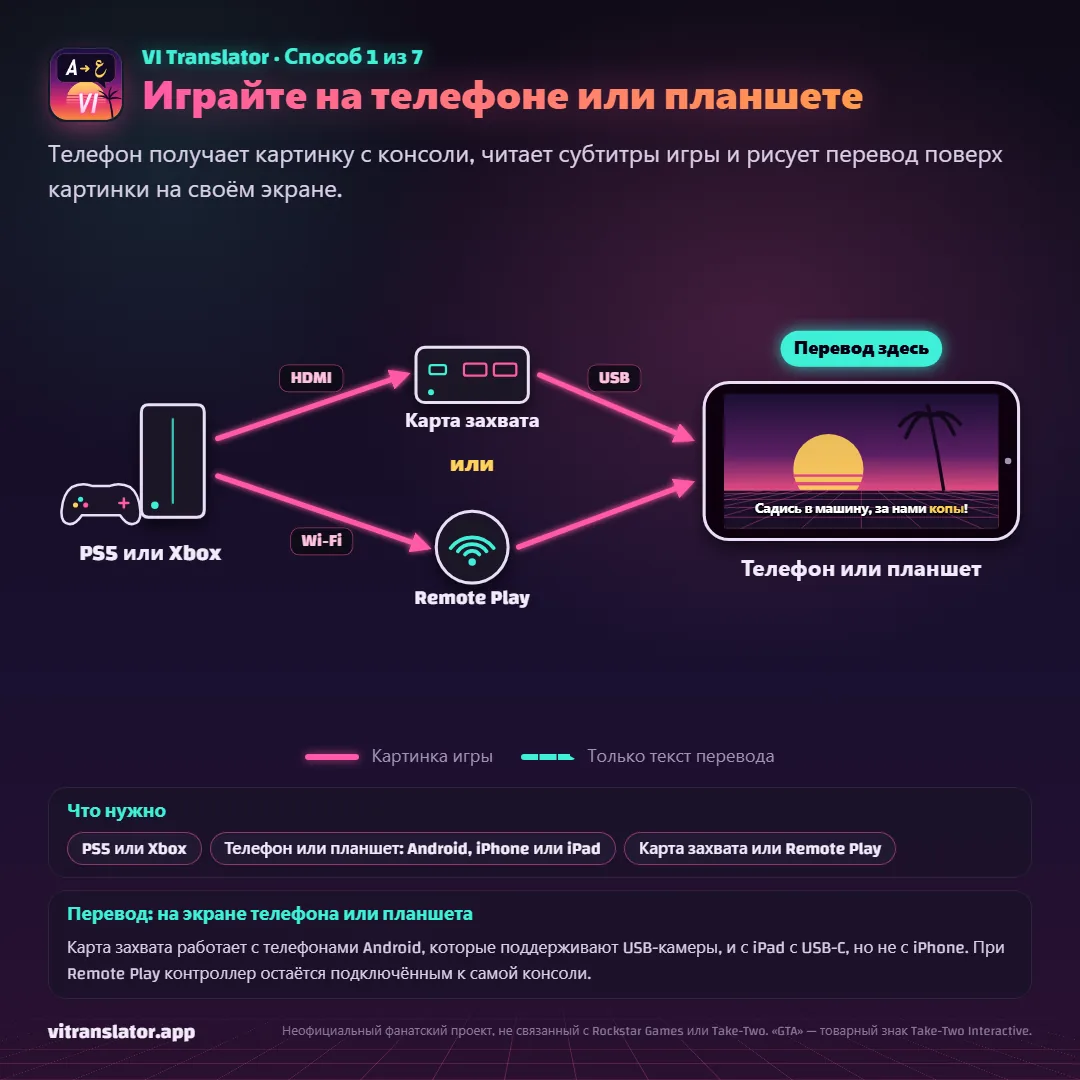 A→ع
VI
VI Translator · Способ 1 из 7
Играйте на телефоне или планшете
Телефон получает картинку с консоли, читает субтитры игры и рисует перевод поверх
картинки на своём экране.
Перевод здесь
HDMI
USB
Карта захвата
или
Садись в машину, за нами копы!
Wi-Fi
PS5 или Xbox
Телефон или планшет
Remote Play
Картинка игры
Только текст перевода
Что нужно
PS5 или Xbox
Телефон или планшет: Android, iPhone или iPad
Карта захвата или Remote Play
Перевод: на экране телефона или планшета
Карта захвата работает с телефонами Android, которые поддерживают USB-камеры, и с iPad с USB-C, но не с iPhone. При
Remote Play контроллер остаётся подключённым к самой консоли.
vitranslator.app
Неофициальный фанатский проект, не связанный с Rockstar Games или Take-Two. «GTA» — товарный знак Take-Two Interactive.